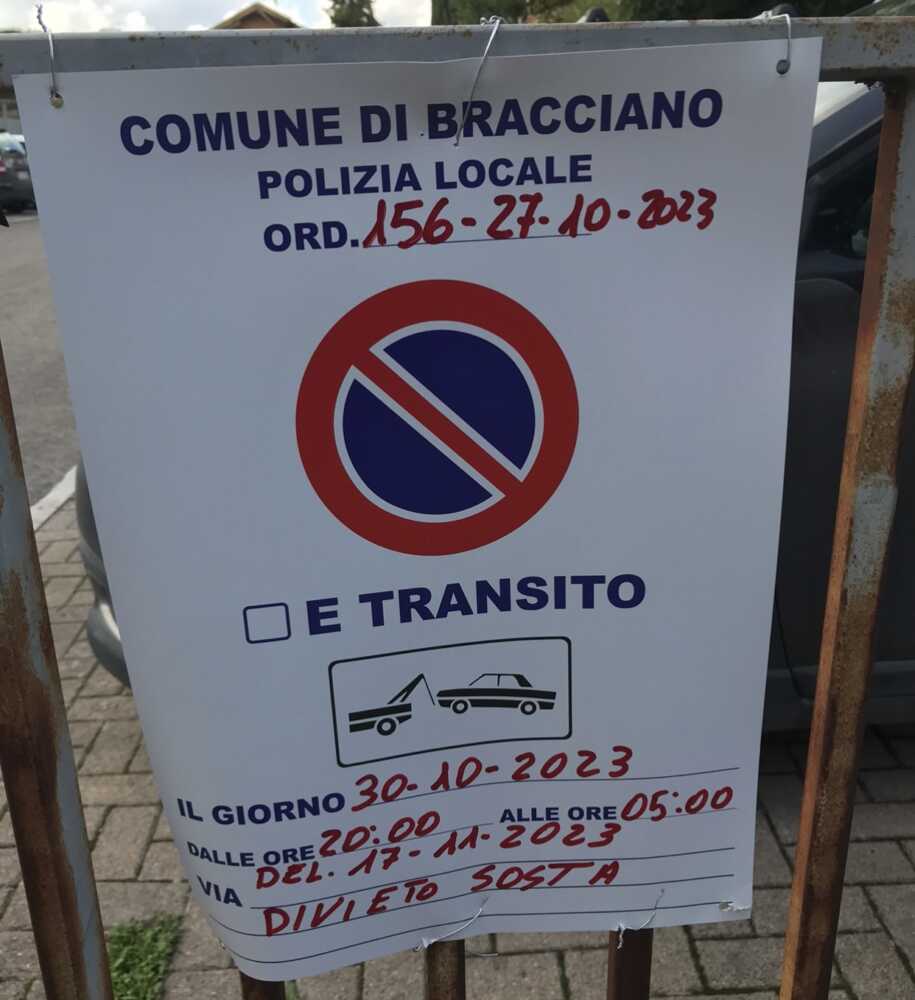 COMUNE DI BRACCIANO
POLIZIA LOCALE
ORD. 156-27-10-2023
E TRANSITO
IL GIORNO 30-10-2023
DALLE ORE 20:00 ALLE ORE 05:00
VIA DEL. 17-11-2023
DIVIETO SOSTA